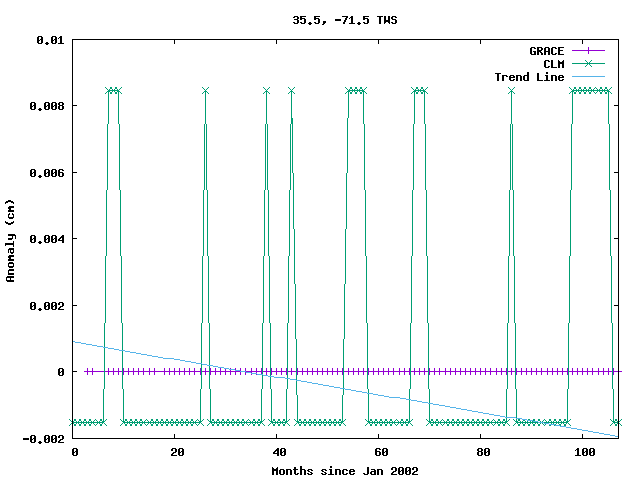 35.5, -71.5 TWS
0.01
0.008
0.006
0.004
0.002
0
-0.002
Anomaly (cm)
GRACE
CLM
Trend Line
0 20 40 60 80 100
Months since Jan 2002